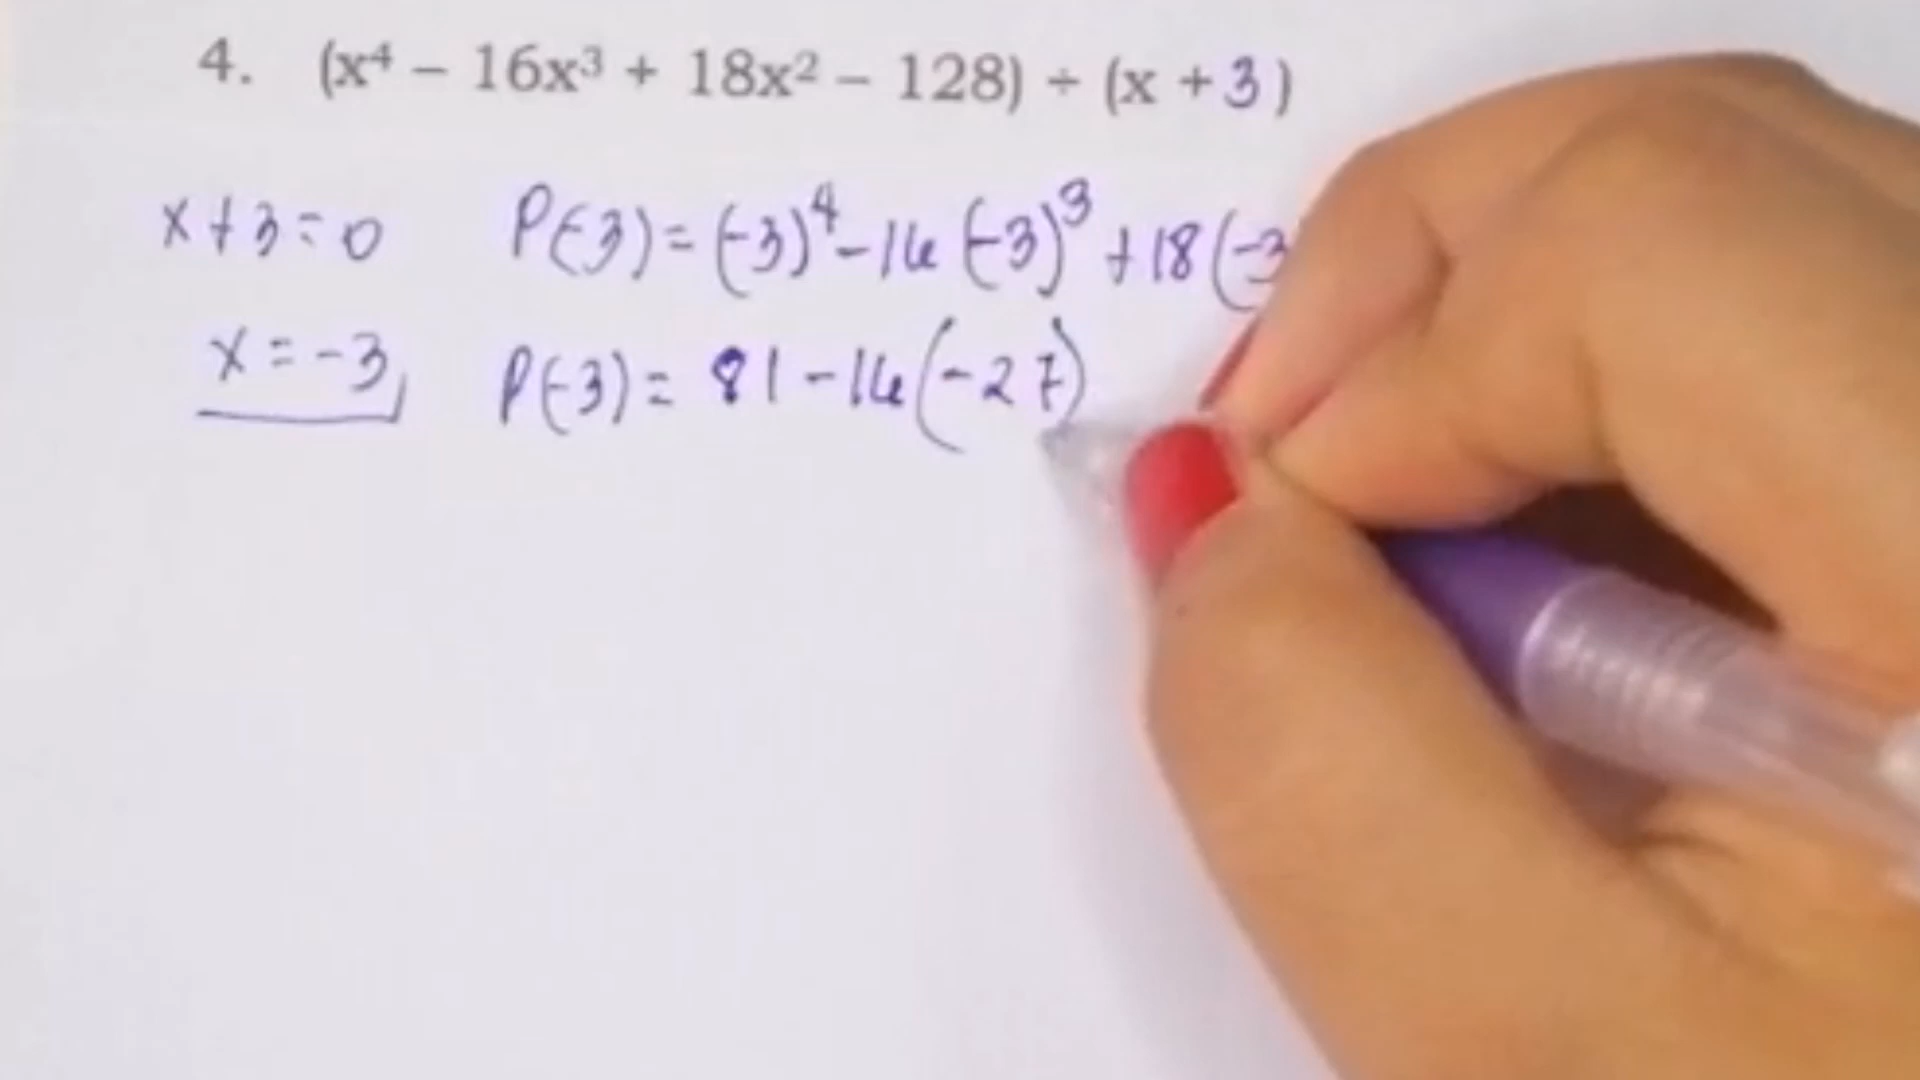 4. (x⁴ – 16x³ + 18x² – 128) ÷ (x + 3)
x + 3 = 0 P(-3) = (-3)⁴ - 16 (-3)³ + 18 (-3
x = -3 P(-3) = 81 - 16 (-27)